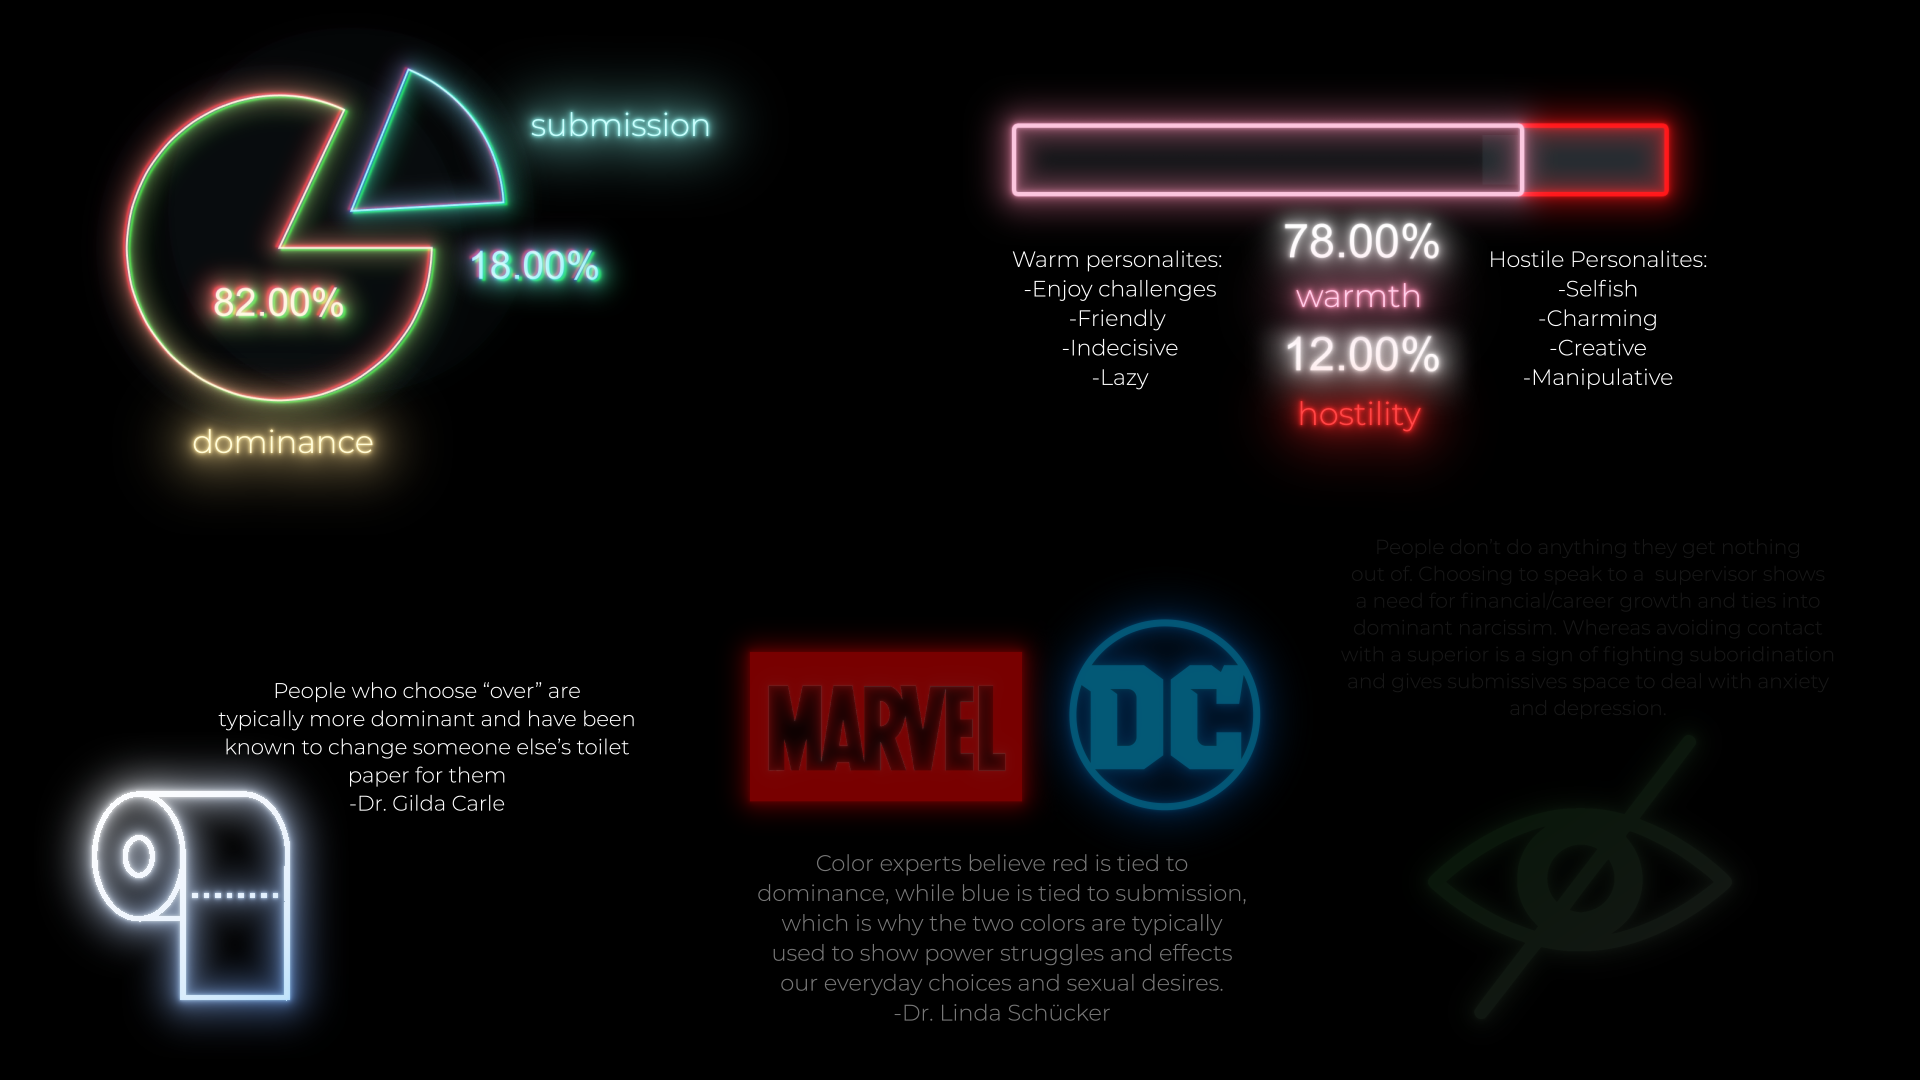 submission
18.00%
82.00%
dominance
78.00%
warmth
12.00%
hostility
Warm personalites:
-Enjoy challenges
-Friendly
-Indecisive
-Lazy
Hostile Personalites:
-Selfish
-Charming
-Creative
-Manipulative
People don't do anything they get nothing
out of. Choosing to speak to a supervisor shows
a need for financial/career growth and ties into
dominant narcissim. Whereas avoiding contact
with a superior is a sign of fighting suboridination
and gives submissives space to deal with anxiety
and depression.
People who choose “over” are
typically more dominant and have been
known to change someone else’s toilet
paper for them
-Dr. Gilda Carle
MARVEL
DC
Color experts believe red is tied to
dominance, while blue is tied to submission,
which is why the two colors are typically
used to show power struggles and effects
our everyday choices and sexual desires.
-Dr. Linda Schücker